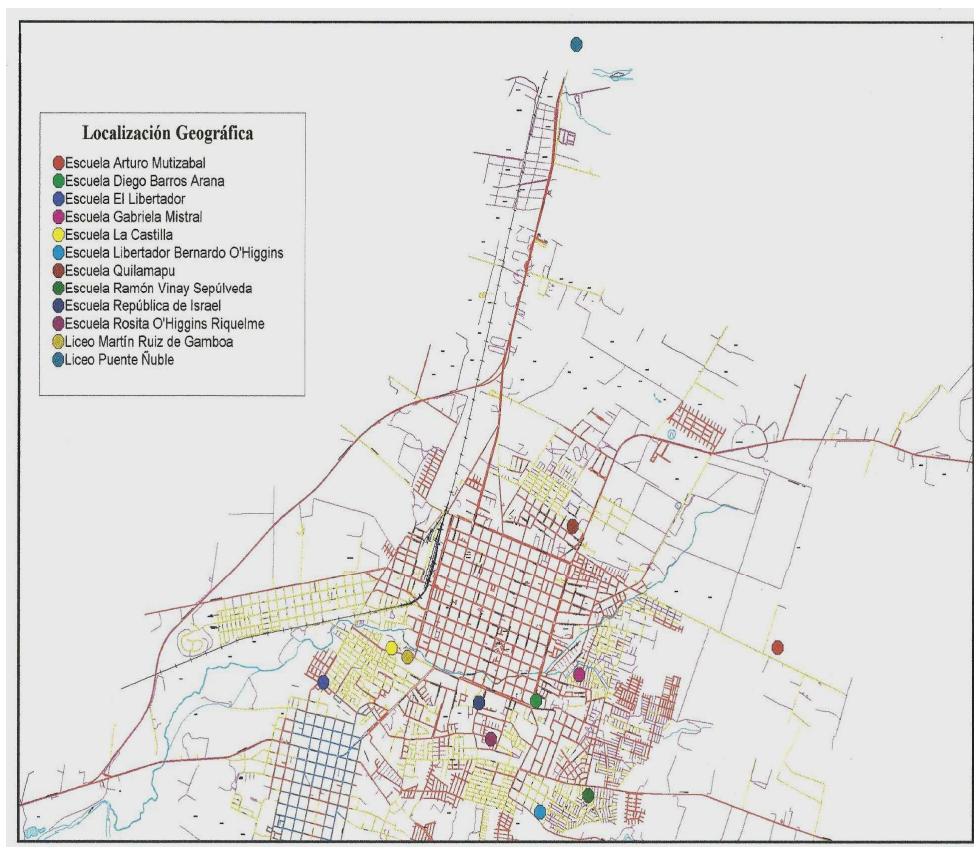 Localización Geográfica
Escuela Arturo Mutizabal
Escuela Diego Barros Arana
Escuela El Libertador
Escuela Gabriela Mistral
Escuela La Castilla
Escuela Libertador Bernardo O'Higgins
Escuela Quilamapu
Escuela Ramón Vinay Sepúlveda
Escuela República de Israel
Escuela Rosita O'Higgins Riquelme
Liceo Martín Ruiz de Gamboa
Liceo Puente Ñuble